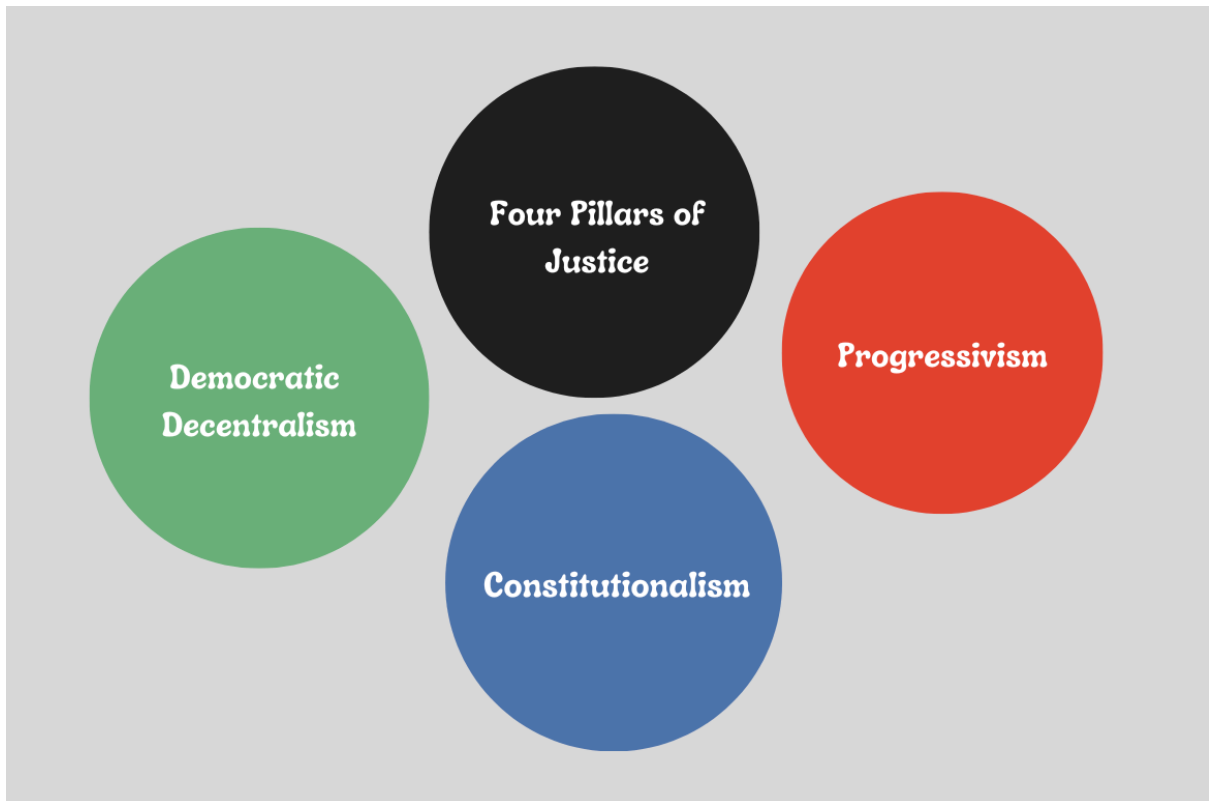 Four Pillars of
Justice
Democratic
Decentralism
Progressivism
Constitutionalism